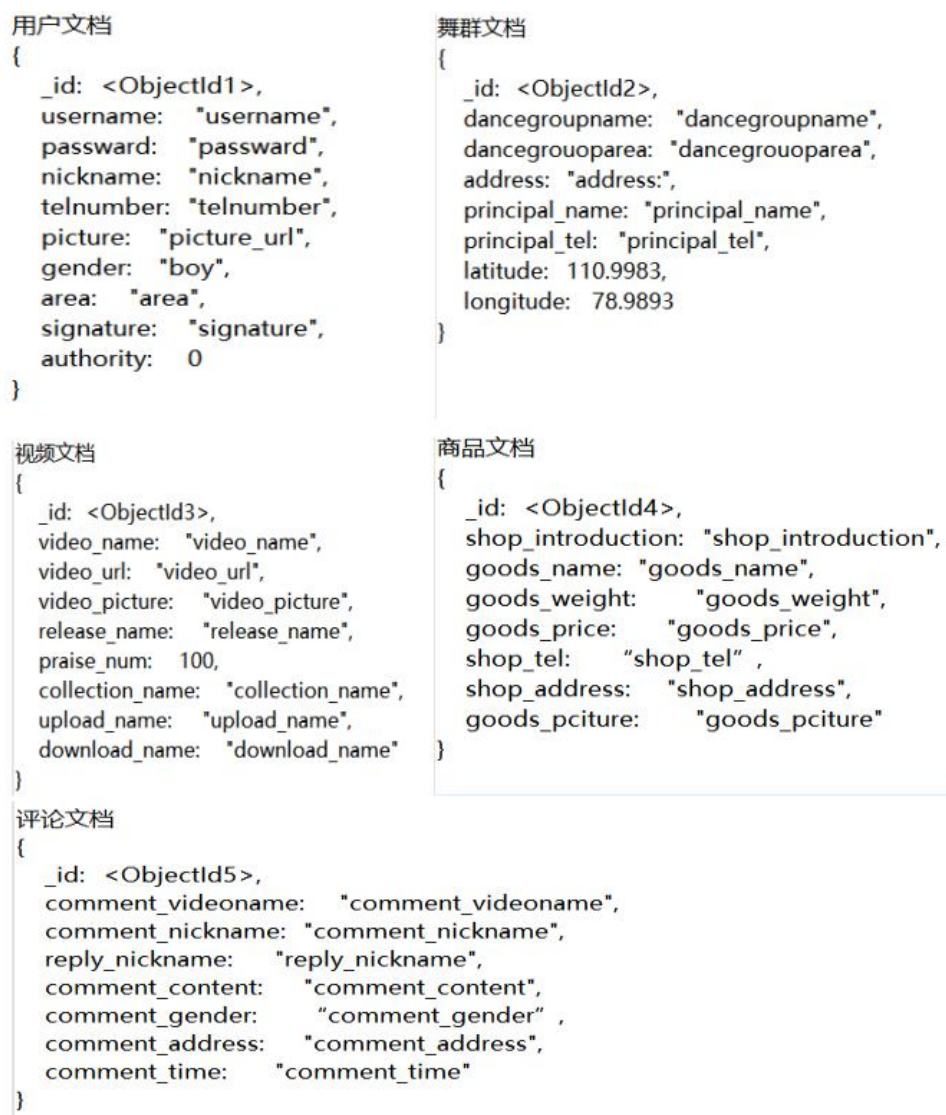 用户文档
{
_id: <ObjectId1>,
username: "username",
passward: "passward",
nickname: "nickname",
telnumber: "telnumber",
picture: "picture_url",
gender: "boy",
area: "area",
signature: "signature",
authority: 0
}
舞群文档
{
_id: <ObjectId2>,
dancegroupname: "dancegroupname",
dancegrouoparea: "dancegrouoparea",
address: "address:",
principal_name: "principal_name",
principal_tel: "principal_tel",
latitude: 110.9983,
longitude: 78.9893
}
视频文档
{
_id: <ObjectId3>,
video_name: "video_name",
video_url: "video_url",
video_picture: "video_picture",
release_name: "release_name",
praise_num: 100,
collection_name: "collection_name",
upload_name: "upload_name",
download_name: "download_name"
}
商品文档
{
_id: <ObjectId4>,
shop_introduction: "shop_introduction",
goods_name: "goods_name",
goods_weight: "goods_weight",
goods_price: "goods_price",
shop_tel: “shop_tel”,
shop_address: "shop_address",
goods_pciture: "goods_pciture"
}
评论文档
{
_id: <ObjectId5>,
comment_videoname: "comment_videoname",
comment_nickname: "comment_nickname",
reply_nickname: "reply_nickname",
comment_content: "comment_content",
comment_gender: “comment_gender”,
comment_address: "comment_address",
comment_time: "comment_time"
}